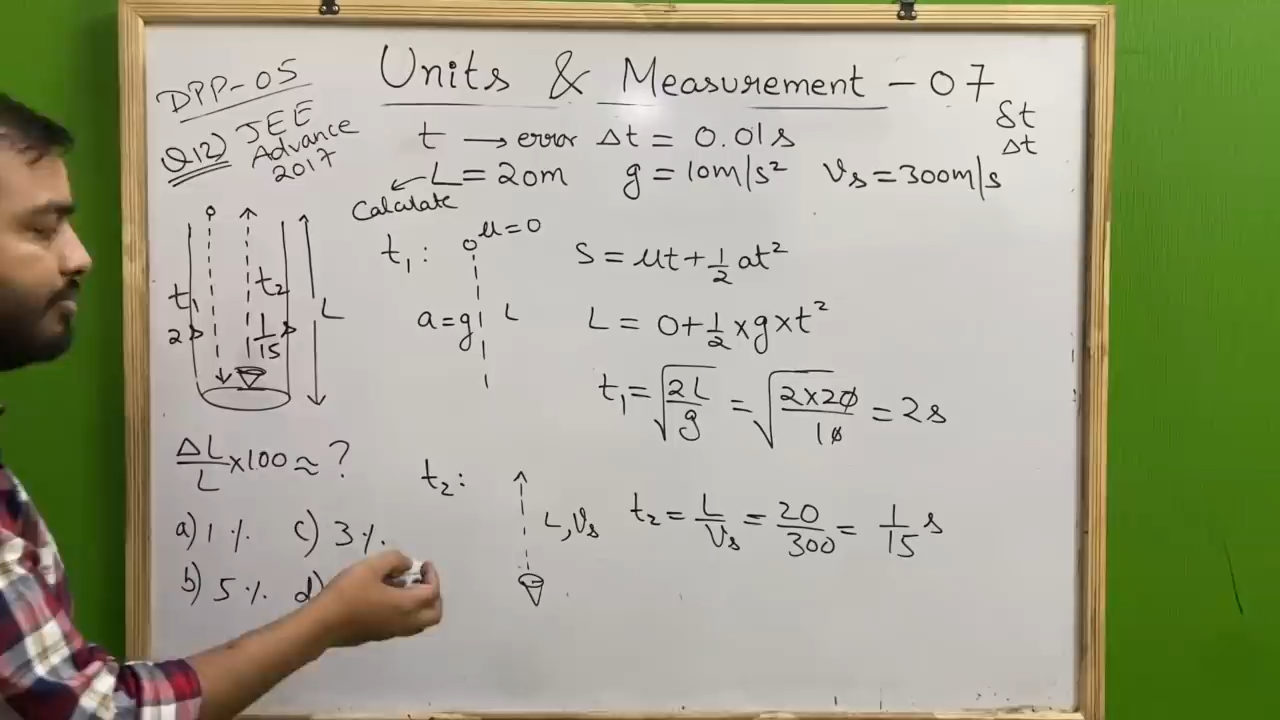 DPP-05
Units & Measurement - 07
Q12) JEE
Advance
2017
t → error Δt = 0.01s
δt
Δt
L = 20m g = 10m/s² Vs = 300m/s
Calculate
t₁: u=0 S = ut + 1/2 at²
t₁ t₂ L
2s 1/15 s
a=g L L = 0 + 1/2 × g × t²
t₁ = √(2L/g) = √(2×20/10) = 2s
ΔL/L ×100 ≈ ?
t₂: L, Vs t₂ = L/Vs = 20/300 = 1/15 s
a) 1 % c) 3 %
b) 5 % d)